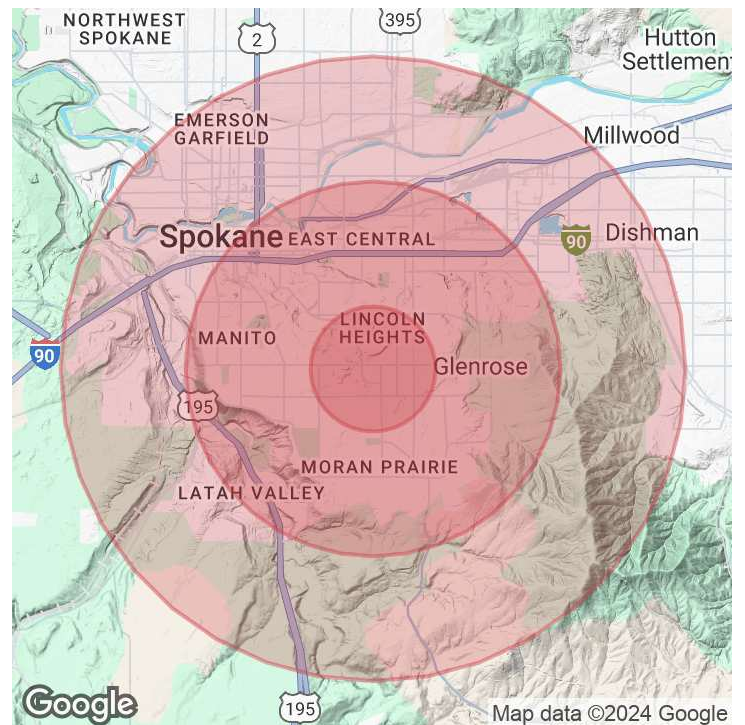 NORTHWEST
SPOKANE
395
2
Hutton
Settlement
EMERSON
GARFIELD
Millwood
Spokane
EAST CENTRAL
90
Dishman
LINCOLN
HEIGHTS
MANITO
90
Glenrose
195
MORAN PRAIRIE
LATAH VALLEY
195
Google
Map data ©2024 Google